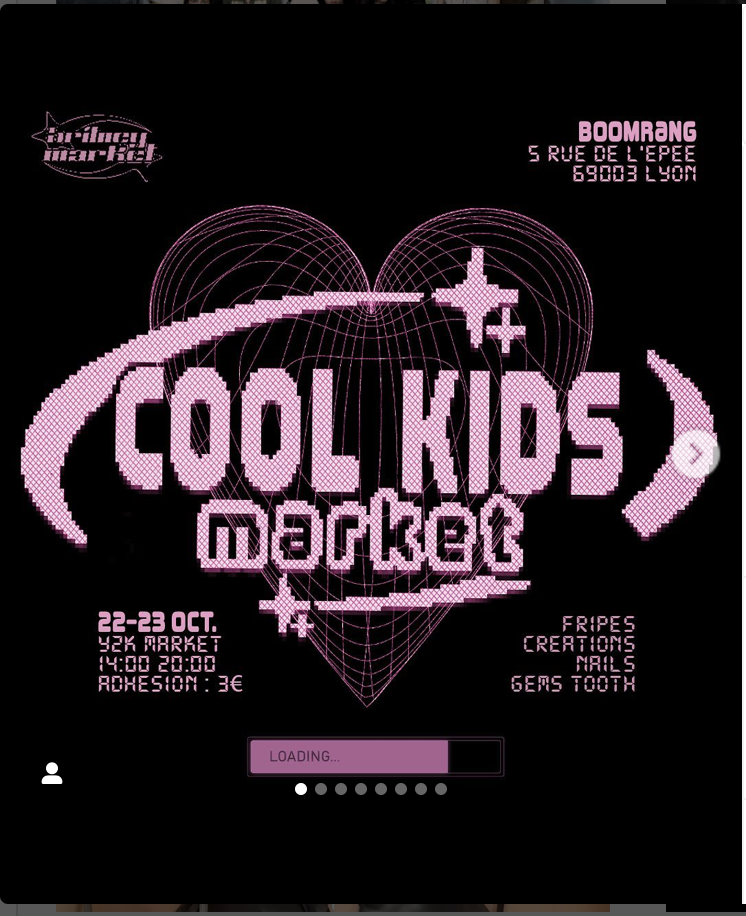 britney
market
BOOMRaNG
5 RUE DE L'EPEE
69003 LYON
COOL KIDS
market
22-23 OCT.
Y2K MARKET
14:00 20:00
ADHESION : 3€
FRIPES
CREATIONS
NAILS
GEMS TOOTH
LOADING...